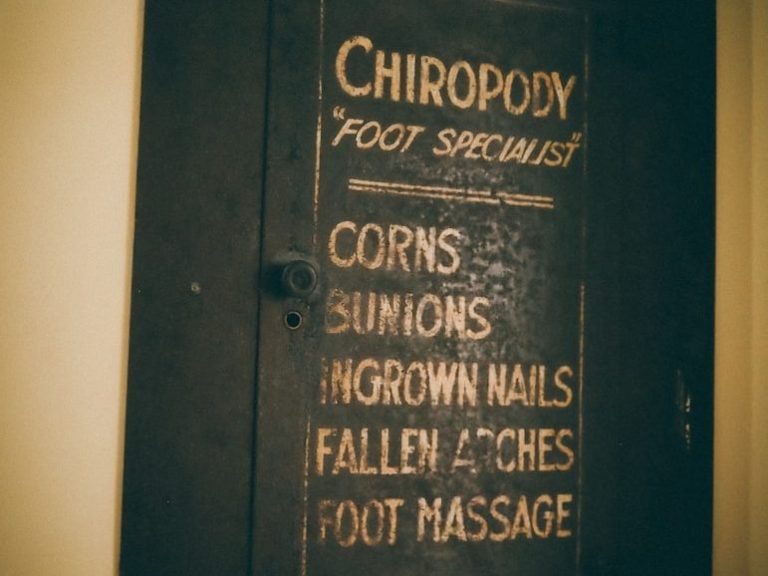 CHIROPODY
"FOOT SPECIALIST"
CORNS
BUNIONS
INGROWN NAILS
FALLEN ARCHES
FOOT MASSAGE